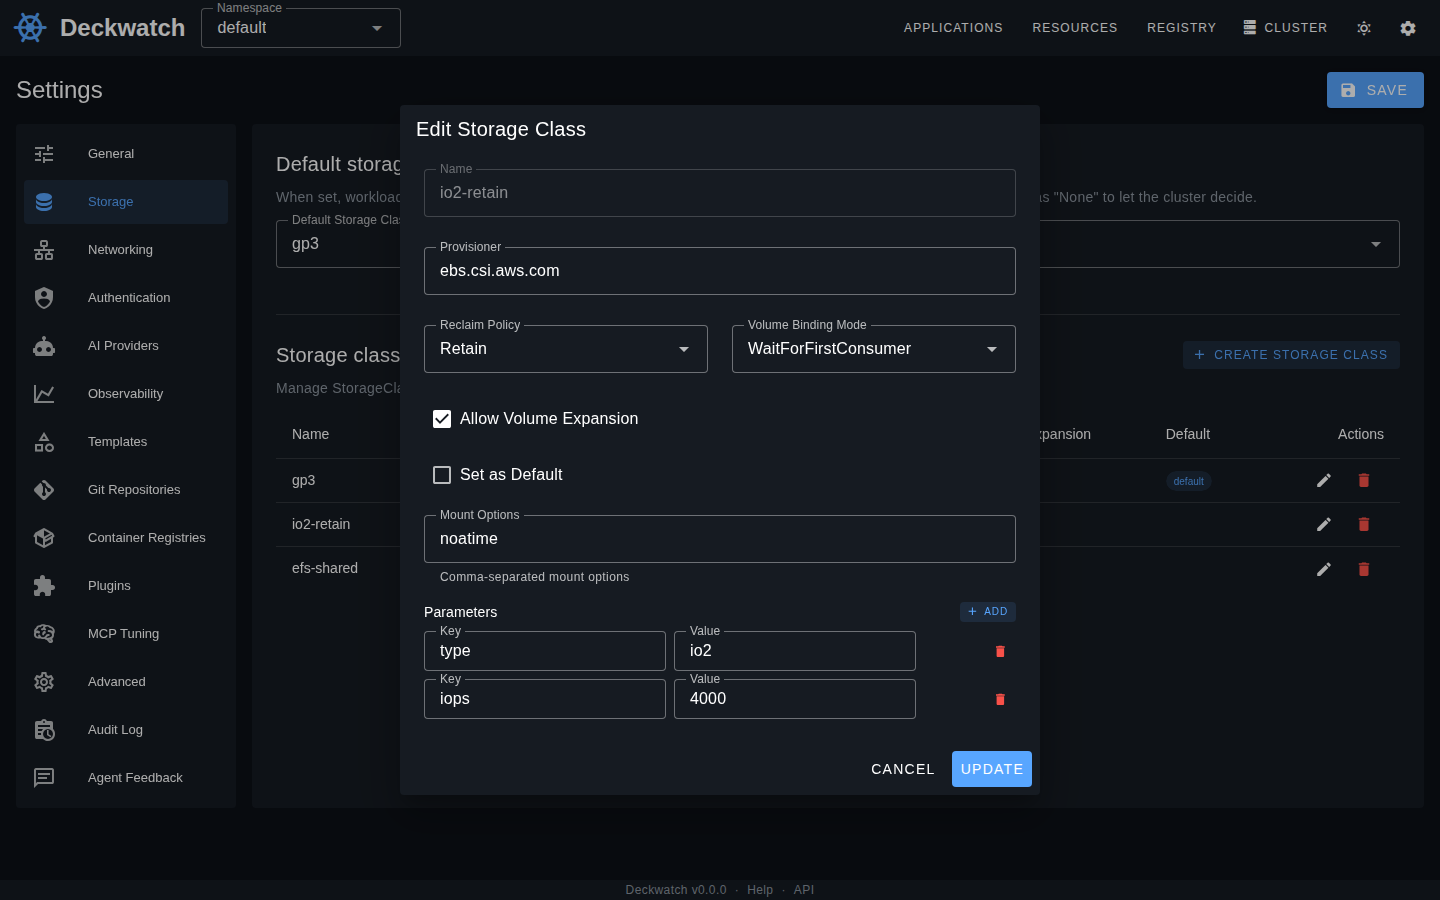 Deckwatch
Namespace
default
APPLICATIONS
RESOURCES
REGISTRY
CLUSTER
Settings
SAVE
General
Storage
Networking
Authentication
AI Providers
Observability
Templates
Git Repositories
Container Registries
Plugins
MCP Tuning
Advanced
Audit Log
Agent Feedback
Default storag
When set, workload
as "None" to let the cluster decide.
Default Storage Clas
gp3
Storage class
CREATE STORAGE CLASS
Manage StorageCla
Name
xpansion
Default
Actions
gp3
default
io2-retain
efs-shared
Edit Storage Class
Name
io2-retain
Provisioner
ebs.csi.aws.com
Reclaim Policy
Retain
Volume Binding Mode
WaitForFirstConsumer
Allow Volume Expansion
Set as Default
Mount Options
noatime
Comma-separated mount options
Parameters
ADD
Key
type
Value
io2
Key
iops
Value
4000
CANCEL
UPDATE
Deckwatch v0.0.0 · Help · API